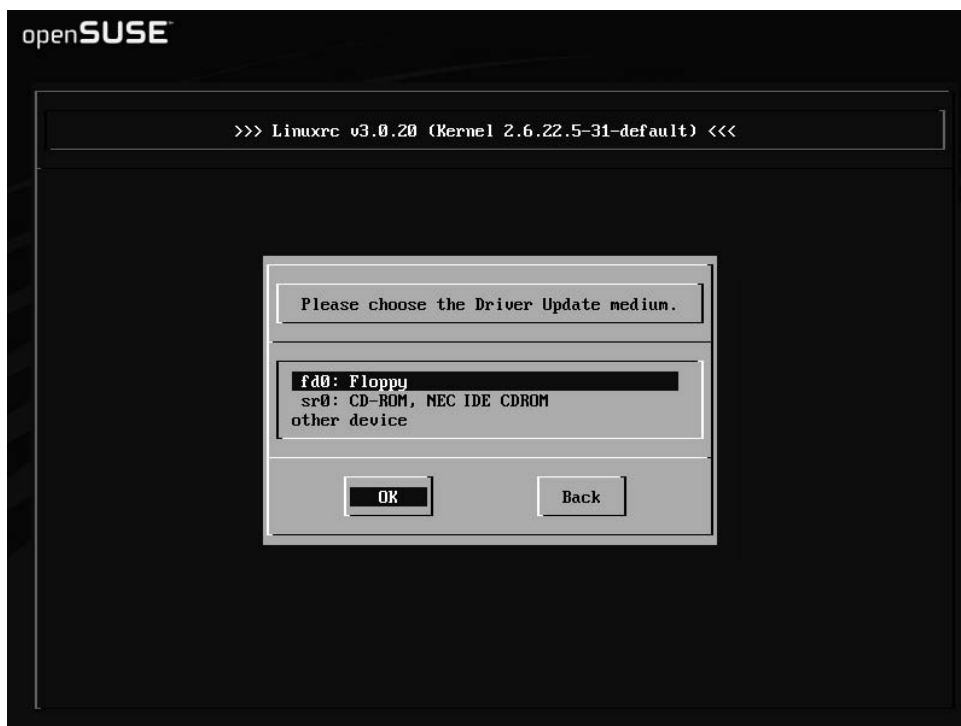 openSUSE™
>>> Linuxrc v3.0.20 (Kernel 2.6.22.5-31-default) <<<
Please choose the Driver Update medium.
fd0: Floppy
sr0: CD-ROM, NEC IDE CDROM
other device
OK Back